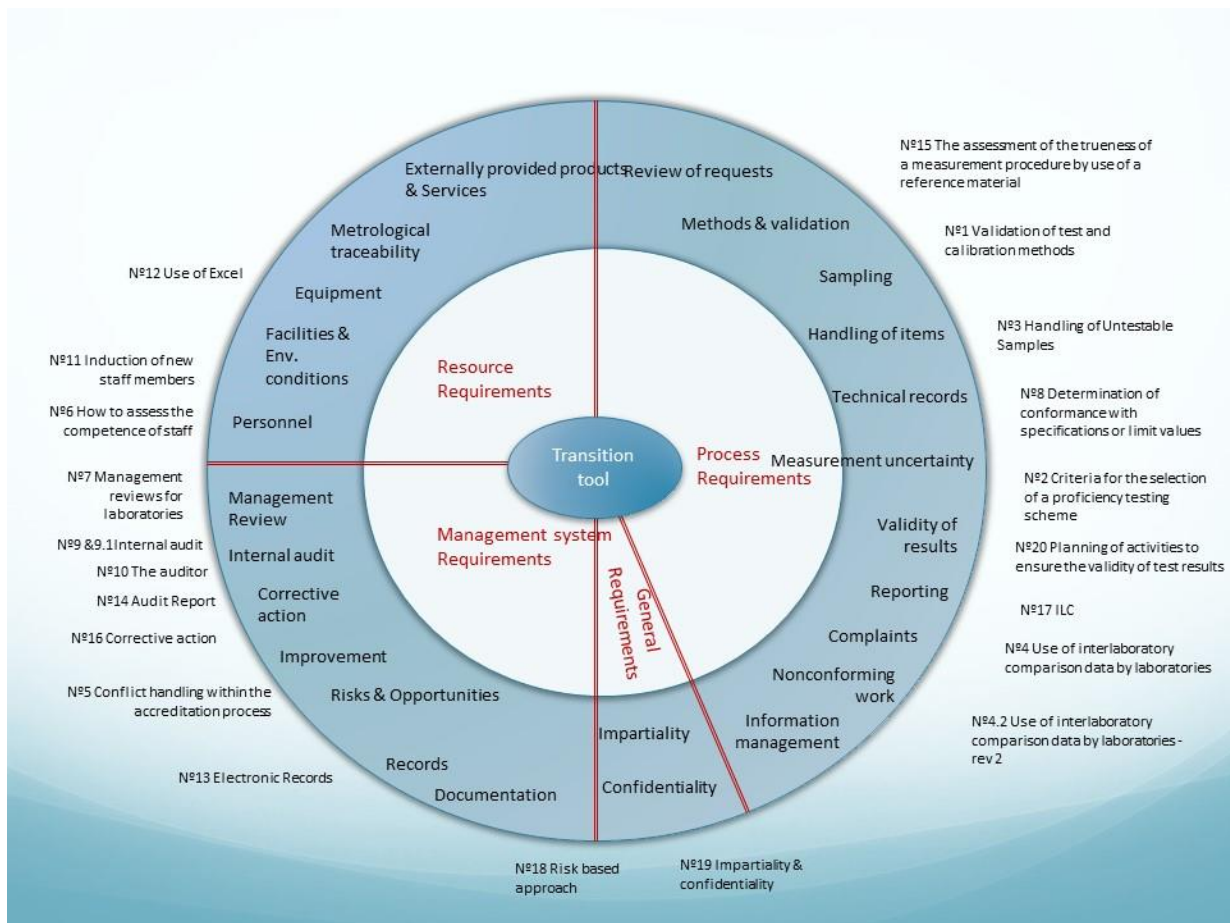 Externally provided products
& Services
Metrological
traceability
Equipment
Facilities &
Env.
conditions
Personnel
Resource
Requirements
Review of requests
Methods & validation
Sampling
Handling of items
Technical records
Measurement uncertainty
Validity of
results
Reporting
Complaints
Nonconforming
work
Information
management
Process
Requirements
Transition
tool
Management system
Requirements
General
Requirements
Management
Review
Internal audit
Corrective
action
Improvement
Risks & Opportunities
Records
Documentation
Impartiality
Confidentiality
Nº12 Use of Excel
Nº11 Induction of new
staff members
Nº6 How to assess the
competence of staff
Nº7 Management
reviews for
laboratories
Nº9 &9.1 Internal audit
Nº10 The auditor
Nº14 Audit Report
Nº16 Corrective action
Nº5 Conflict handling within the
accreditation process
Nº13 Electronic Records
Nº18 Risk based
approach
Nº19 Impartiality &
confidentiality
Nº15 The assessment of the trueness of
a measurement procedure by use of a
reference material
Nº1 Validation of test and
calibration methods
Nº3 Handling of Untestable
Samples
Nº8 Determination of
conformance with
specifications or limit values
Nº2 Criteria for the selection
of a proficiency testing
scheme
Nº20 Planning of activities to
ensure the validity of test results
Nº17 ILC
Nº4 Use of interlaboratory
comparison data by laboratories
Nº4.2 Use of interlaboratory
comparison data by laboratories -
rev 2